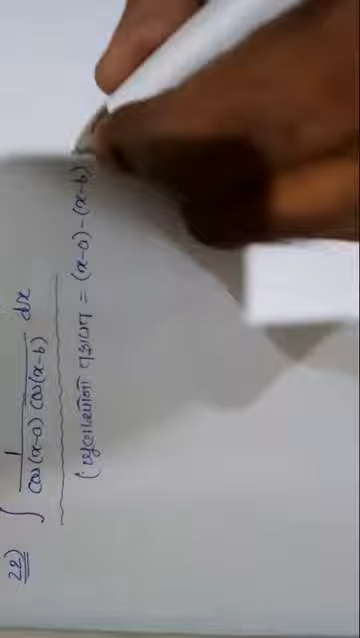 22) ∫ 1 / cos(x-a) cos(x-b) dx
= (x-a) - (x-b)